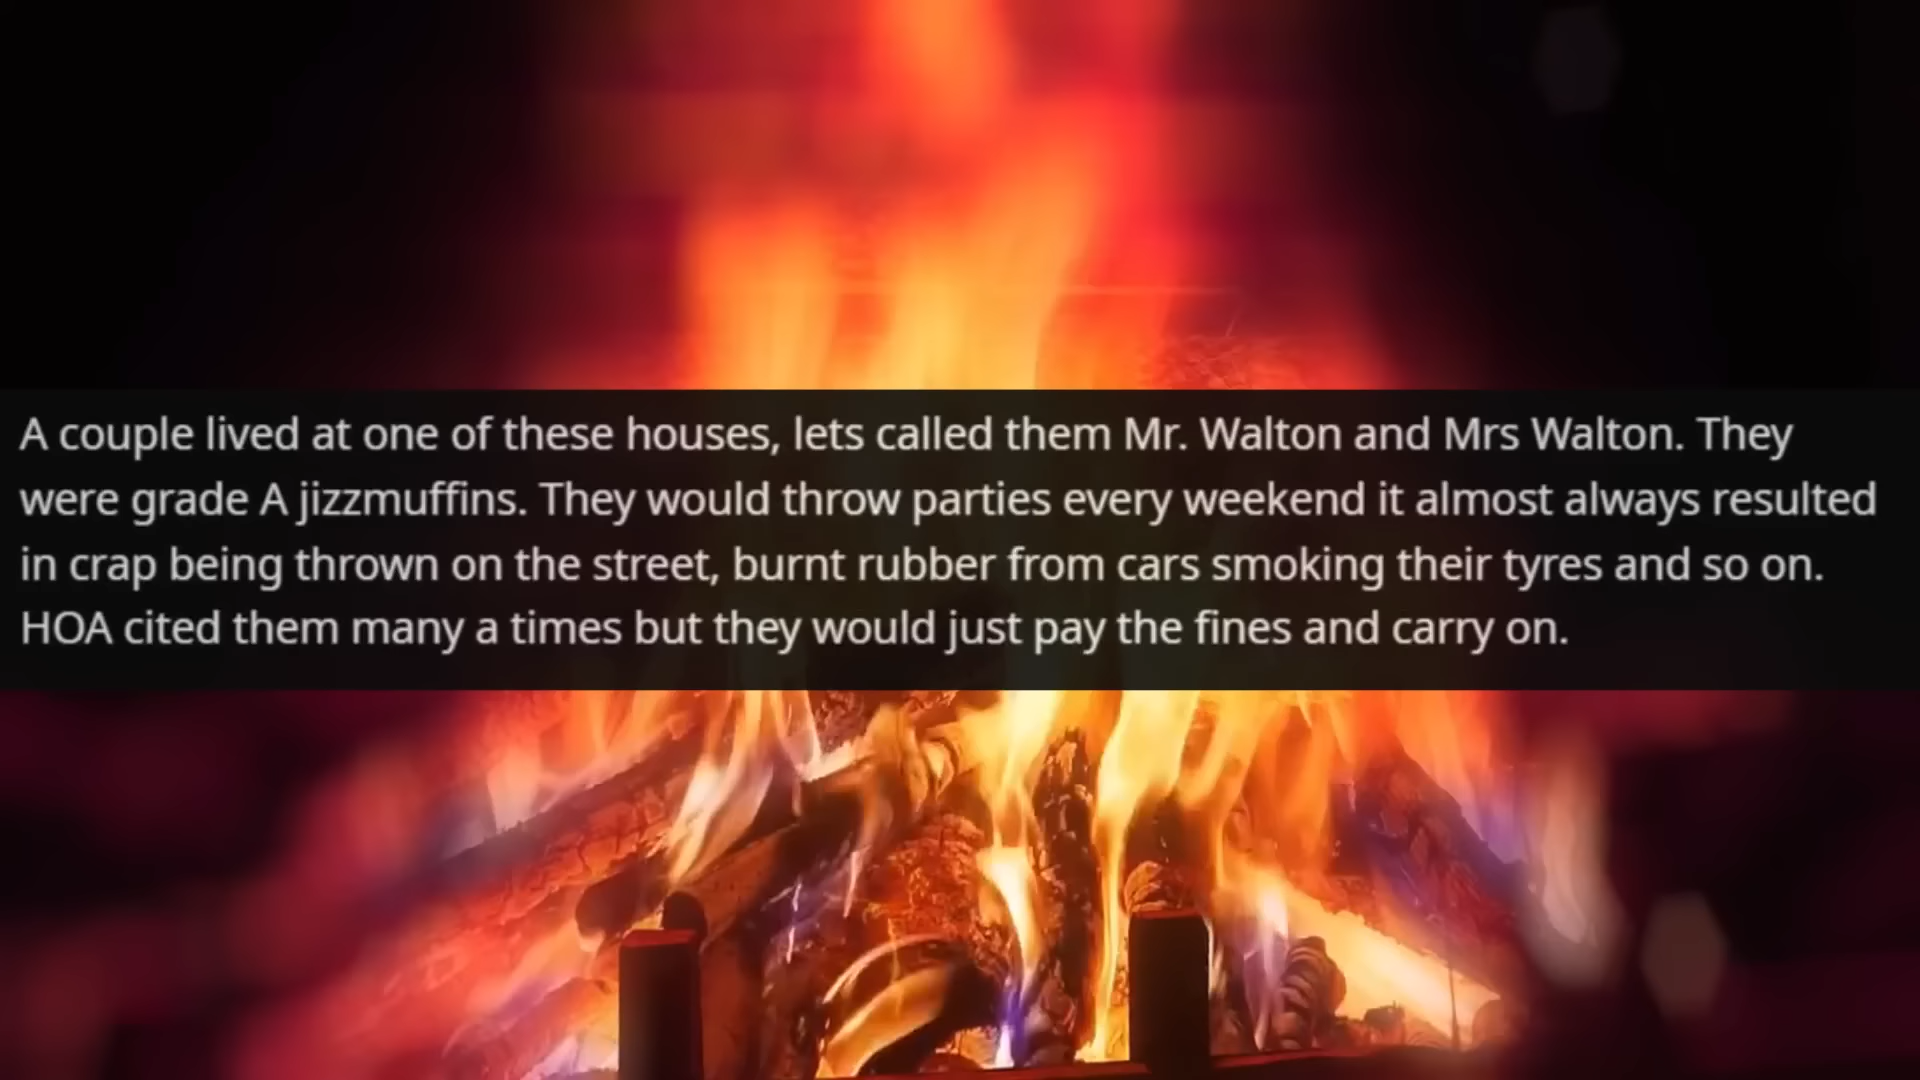 A couple lived at one of these houses, lets called them Mr. Walton and Mrs Walton. They
were grade A jizzmuffins. They would throw parties every weekend it almost always resulted
in crap being thrown on the street, burnt rubber from cars smoking their tyres and so on.
HOA cited them many a times but they would just pay the fines and carry on.